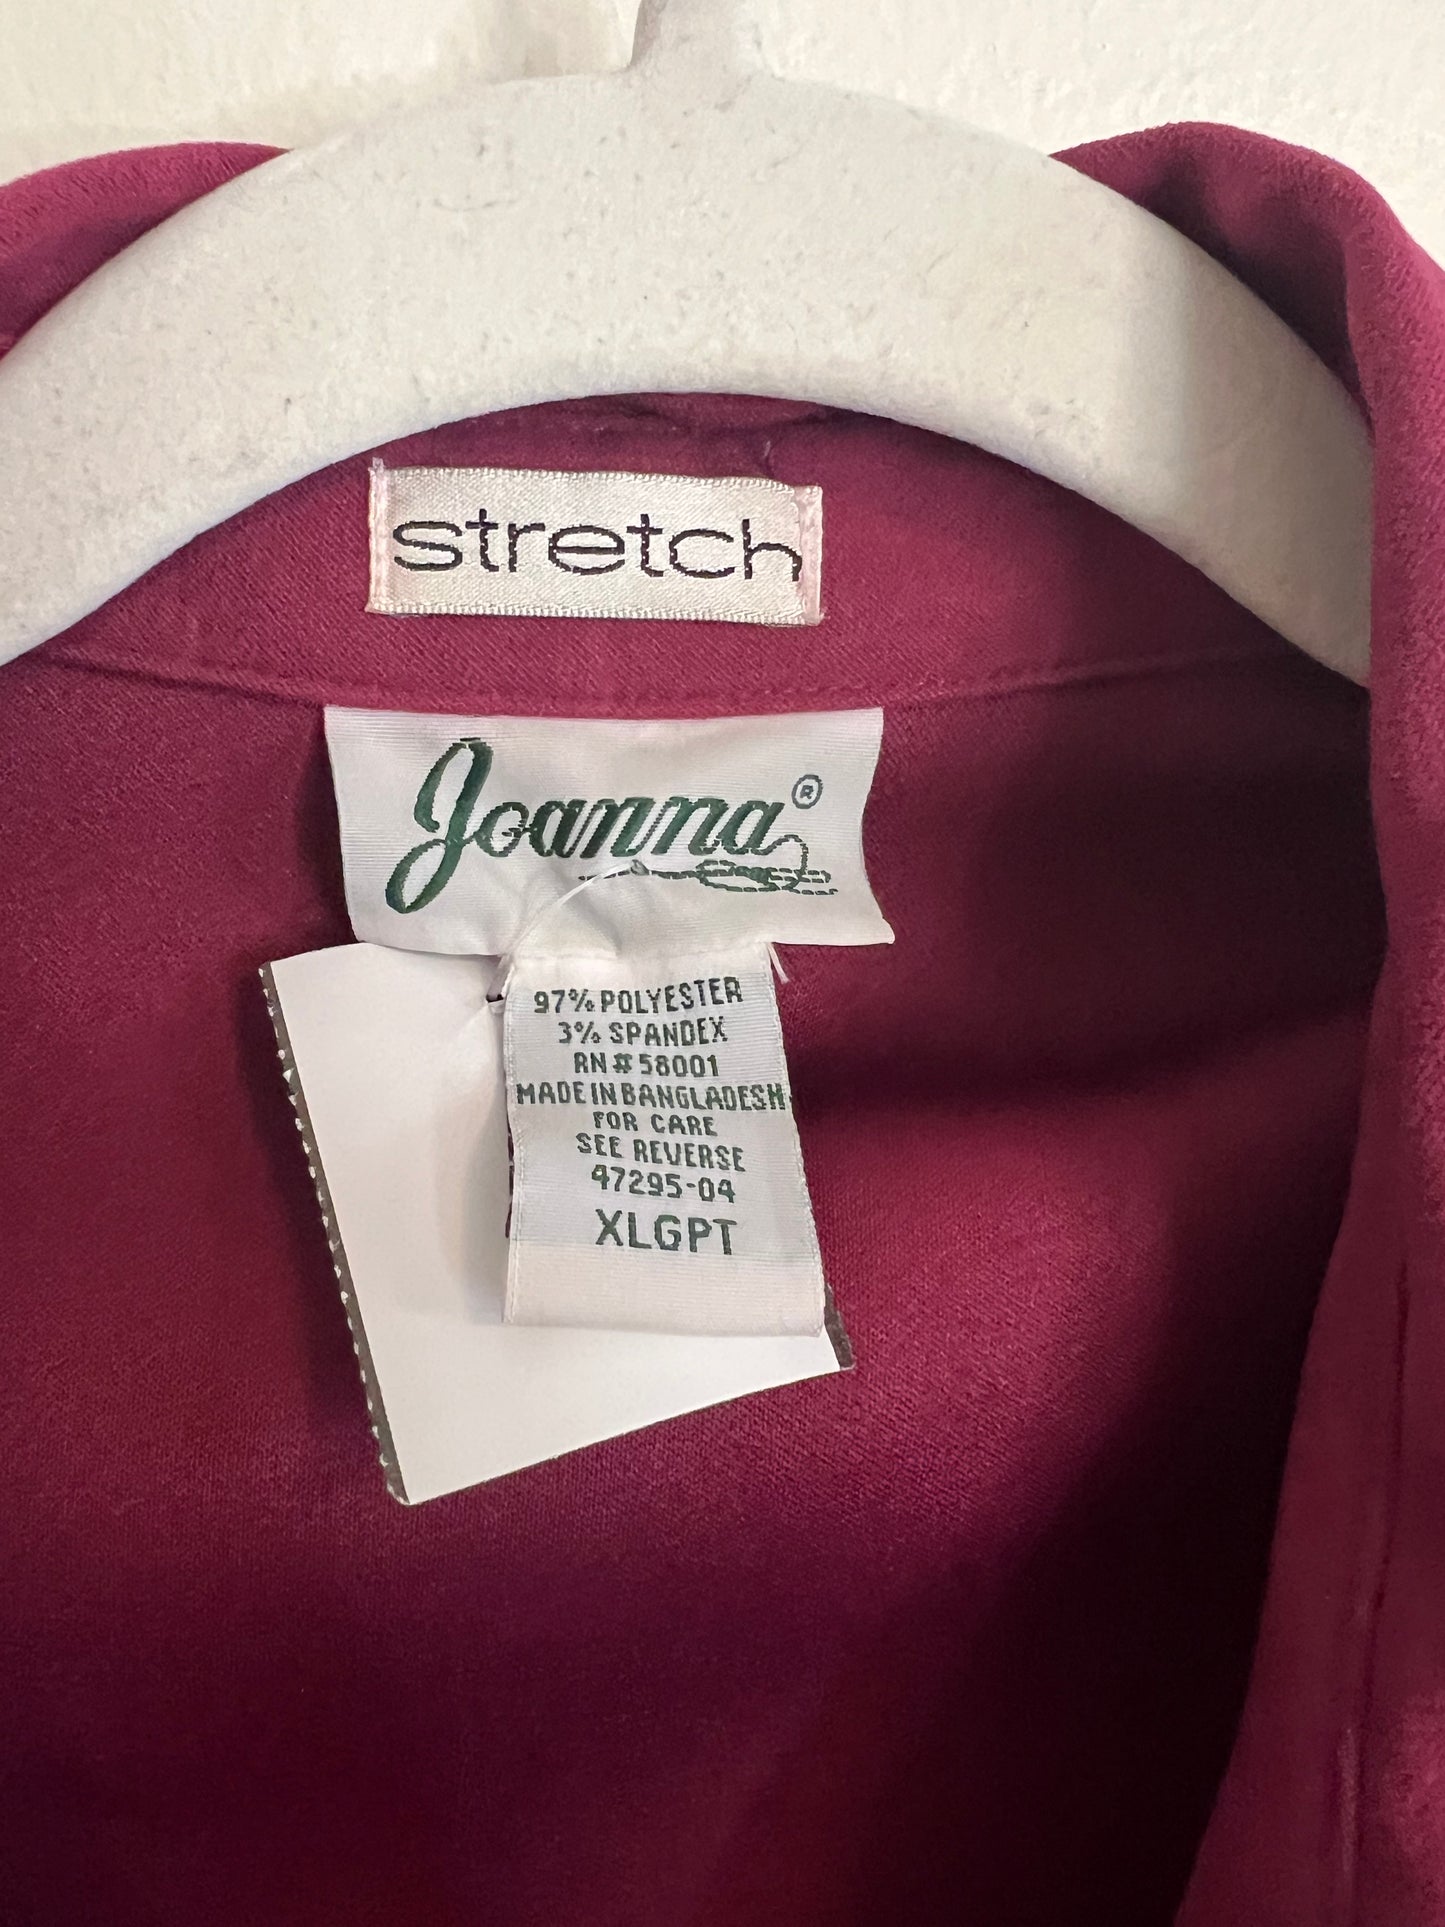 stretch
Joanna®
97% POLYESTER
3% SPANDEX
RN#58001
MADE IN BANGLADESH
FOR CARE
SEE REVERSE
47295-04
XLGPT